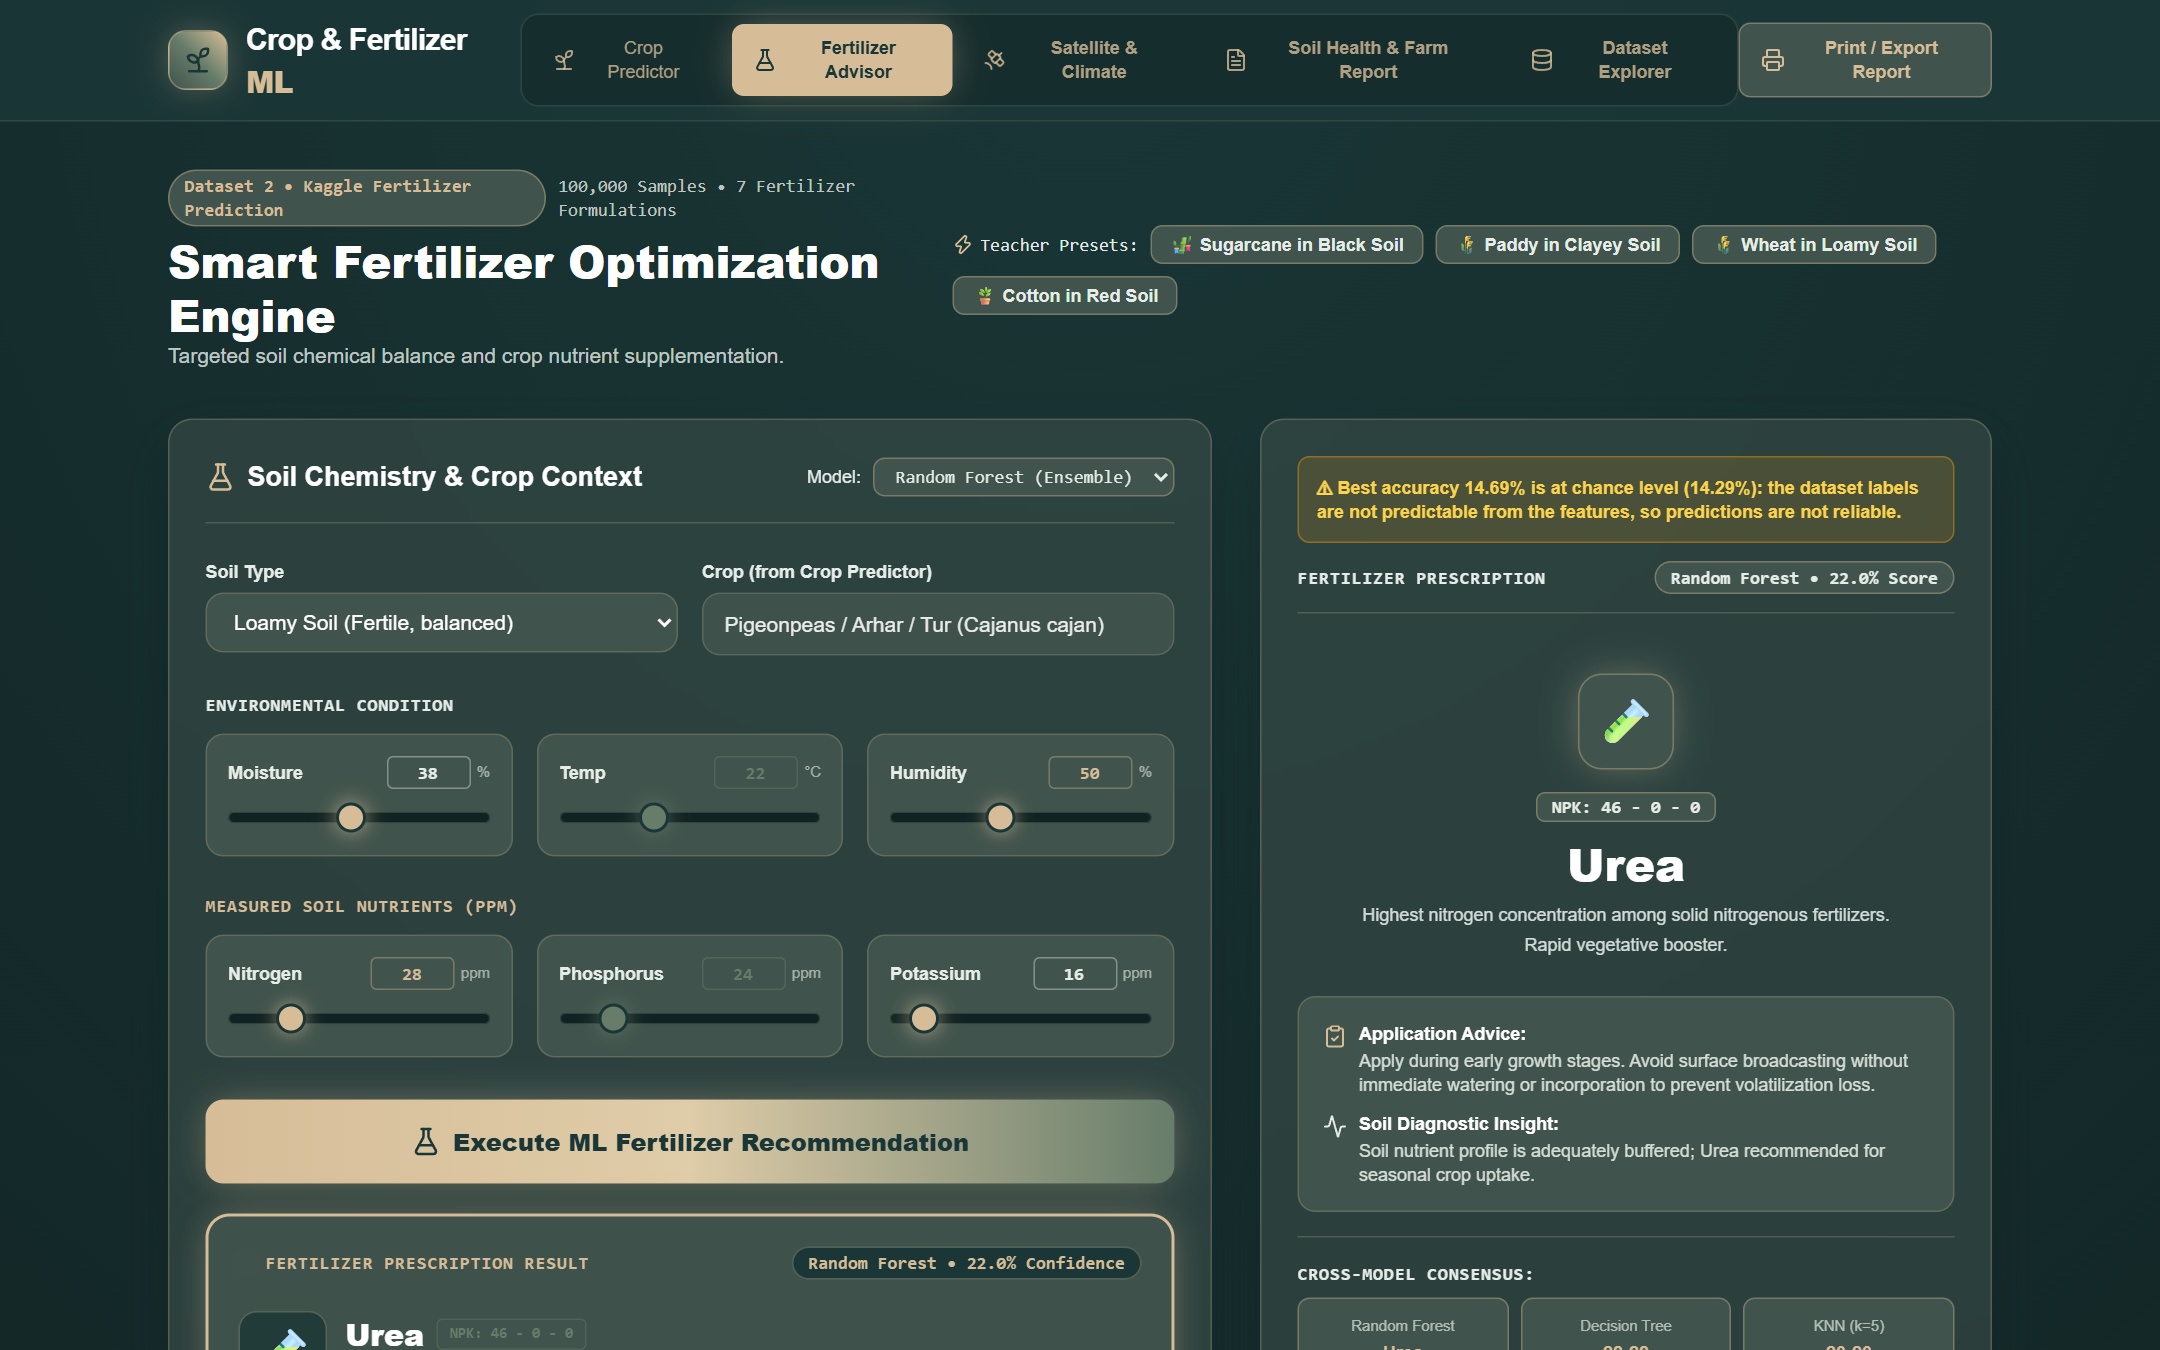 Crop & Fertilizer
ML
Crop
Predictor
Fertilizer
Advisor
Satellite &
Climate
Soil Health & Farm
Report
Dataset
Explorer
Print / Export
Report
Dataset 2 • Kaggle Fertilizer
Prediction
100,000 Samples • 7 Fertilizer
Formulations
Smart Fertilizer Optimization
Engine
Targeted soil chemical balance and crop nutrient supplementation.
Teacher Presets:
Sugarcane in Black Soil
Paddy in Clayey Soil
Wheat in Loamy Soil
Cotton in Red Soil
Soil Chemistry & Crop Context
Model:
Random Forest (Ensemble)
Soil Type
Loamy Soil (Fertile, balanced)
Crop (from Crop Predictor)
Pigeonpeas / Arhar / Tur (Cajanus cajan)
ENVIRONMENTAL CONDITION
Moisture 38 %
Temp 22 °C
Humidity 50 %
MEASURED SOIL NUTRIENTS (PPM)
Nitrogen 28 ppm
Phosphorus 24 ppm
Potassium 16 ppm
Execute ML Fertilizer Recommendation
FERTILIZER PRESCRIPTION RESULT
Random Forest • 22.0% Confidence
Urea
NPK: 46 - 0 - 0
⚠ Best accuracy 14.69% is at chance level (14.29%): the dataset labels
are not predictable from the features, so predictions are not reliable.
FERTILIZER PRESCRIPTION
Random Forest • 22.0% Score
NPK: 46 - 0 - 0
Urea
Highest nitrogen concentration among solid nitrogenous fertilizers.
Rapid vegetative booster.
Application Advice:
Apply during early growth stages. Avoid surface broadcasting without
immediate watering or incorporation to prevent volatilization loss.
Soil Diagnostic Insight:
Soil nutrient profile is adequately buffered; Urea recommended for
seasonal crop uptake.
CROSS-MODEL CONSENSUS:
Random Forest
Decision Tree
KNN (k=5)